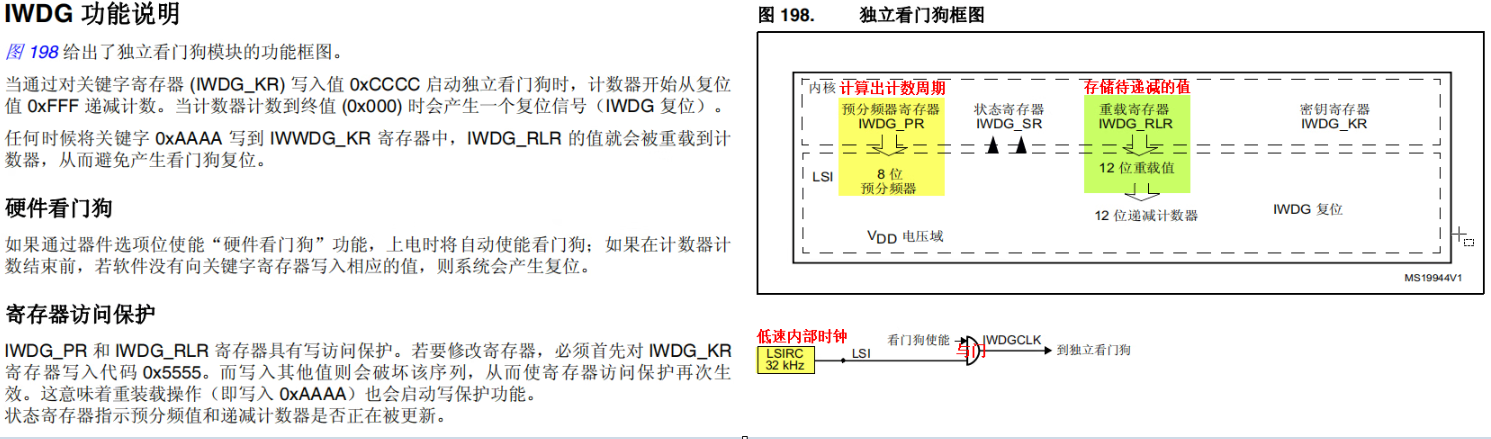 IWDG 功能说明
图 198 给出了独立看门狗模块的功能框图。
当通过对关键字寄存器 (IWDG_KR) 写入值 0xCCCC 启动独立看门狗时，计数器开始从复位
值 0xFFF 递减计数。当计数器计数到终值 (0x000) 时会产生一个复位信号（IWDG 复位）。
任何时候将关键字 0xAAAA 写到 IWWDG_KR 寄存器中，IWDG_RLR 的值就会被重载到计
数器，从而避免产生看门狗复位。
硬件看门狗
如果通过器件选项位使能“硬件看门狗”功能，上电时将自动使能看门狗；如果在计数器计
数结束前，若软件没有向关键字寄存器写入相应的值，则系统会产生复位。
寄存器访问保护
IWDG_PR 和 IWDG_RLR 寄存器具有写访问保护。若要修改寄存器，必须首先对 IWDG_KR
寄存器写入代码 0x5555。而写入其他值则会破坏该序列，从而使寄存器访问保护再次生
效。这意味着重装载操作（即写入 0xAAAA）也会启动写保护功能。
状态寄存器指示预分频值和递减计数器是否正在被更新。
图 198. 独立看门狗框图
内核 计算出计数周期 存储待递减的值
预分频器寄存器 状态寄存器 重载寄存器 密钥寄存器
IWDG_PR IWDG_SR IWDG_RLR IWDG_KR
LSI 8 位 12 位重载值
预分频器
12 位递减计数器 IWDG 复位
VDD 电压域
MS19944V1
低速内部时钟
看门狗使能 IWDGCLK
LSIRC LSI 与门 到独立看门狗
32 kHz